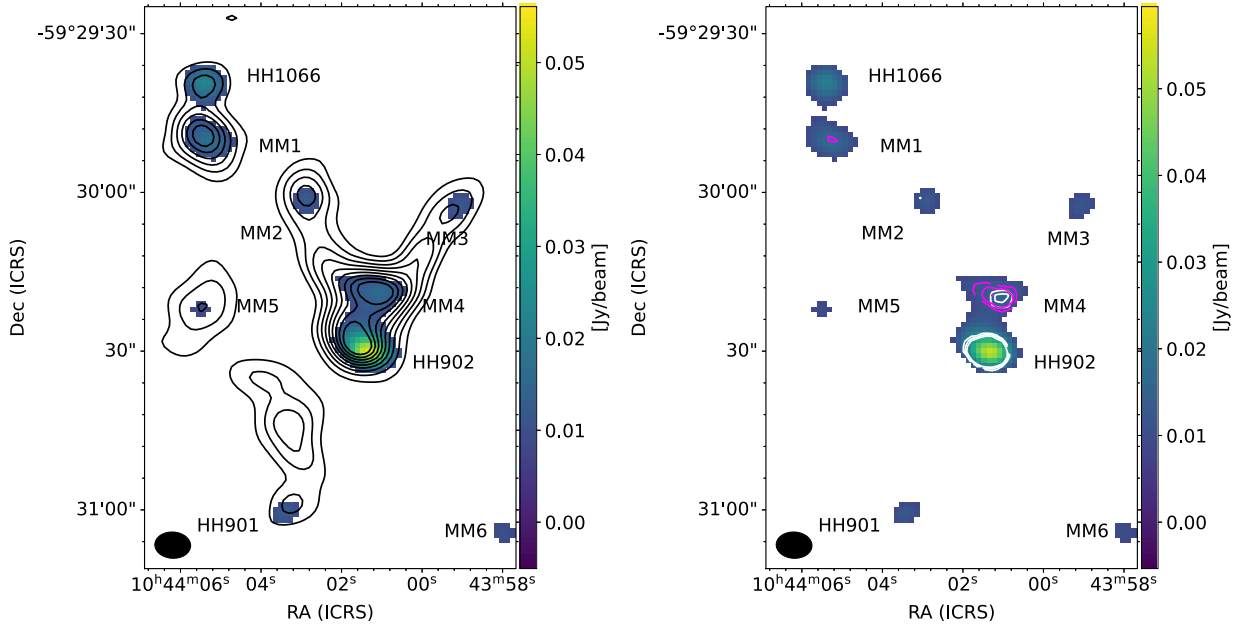 -59°29'30"
30'00"
30"
31'00"
Dec (ICRS)
HH1066
MM1
MM2
MM3
MM5
MM4
HH902
HH901
MM6
10ʰ44ᵐ06ˢ
04ˢ
02ˢ
00ˢ
43ᵐ58ˢ
RA (ICRS)
0.05
0.04
0.03
0.02
0.01
0.00
[Jy/beam]
-59°29'30"
30'00"
30"
31'00"
Dec (ICRS)
HH1066
MM1
MM2
MM3
MM5
MM4
HH902
HH901
MM6
10ʰ44ᵐ06ˢ
04ˢ
02ˢ
00ˢ
43ᵐ58ˢ
RA (ICRS)
0.05
0.04
0.03
0.02
0.01
0.00
[Jy/beam]